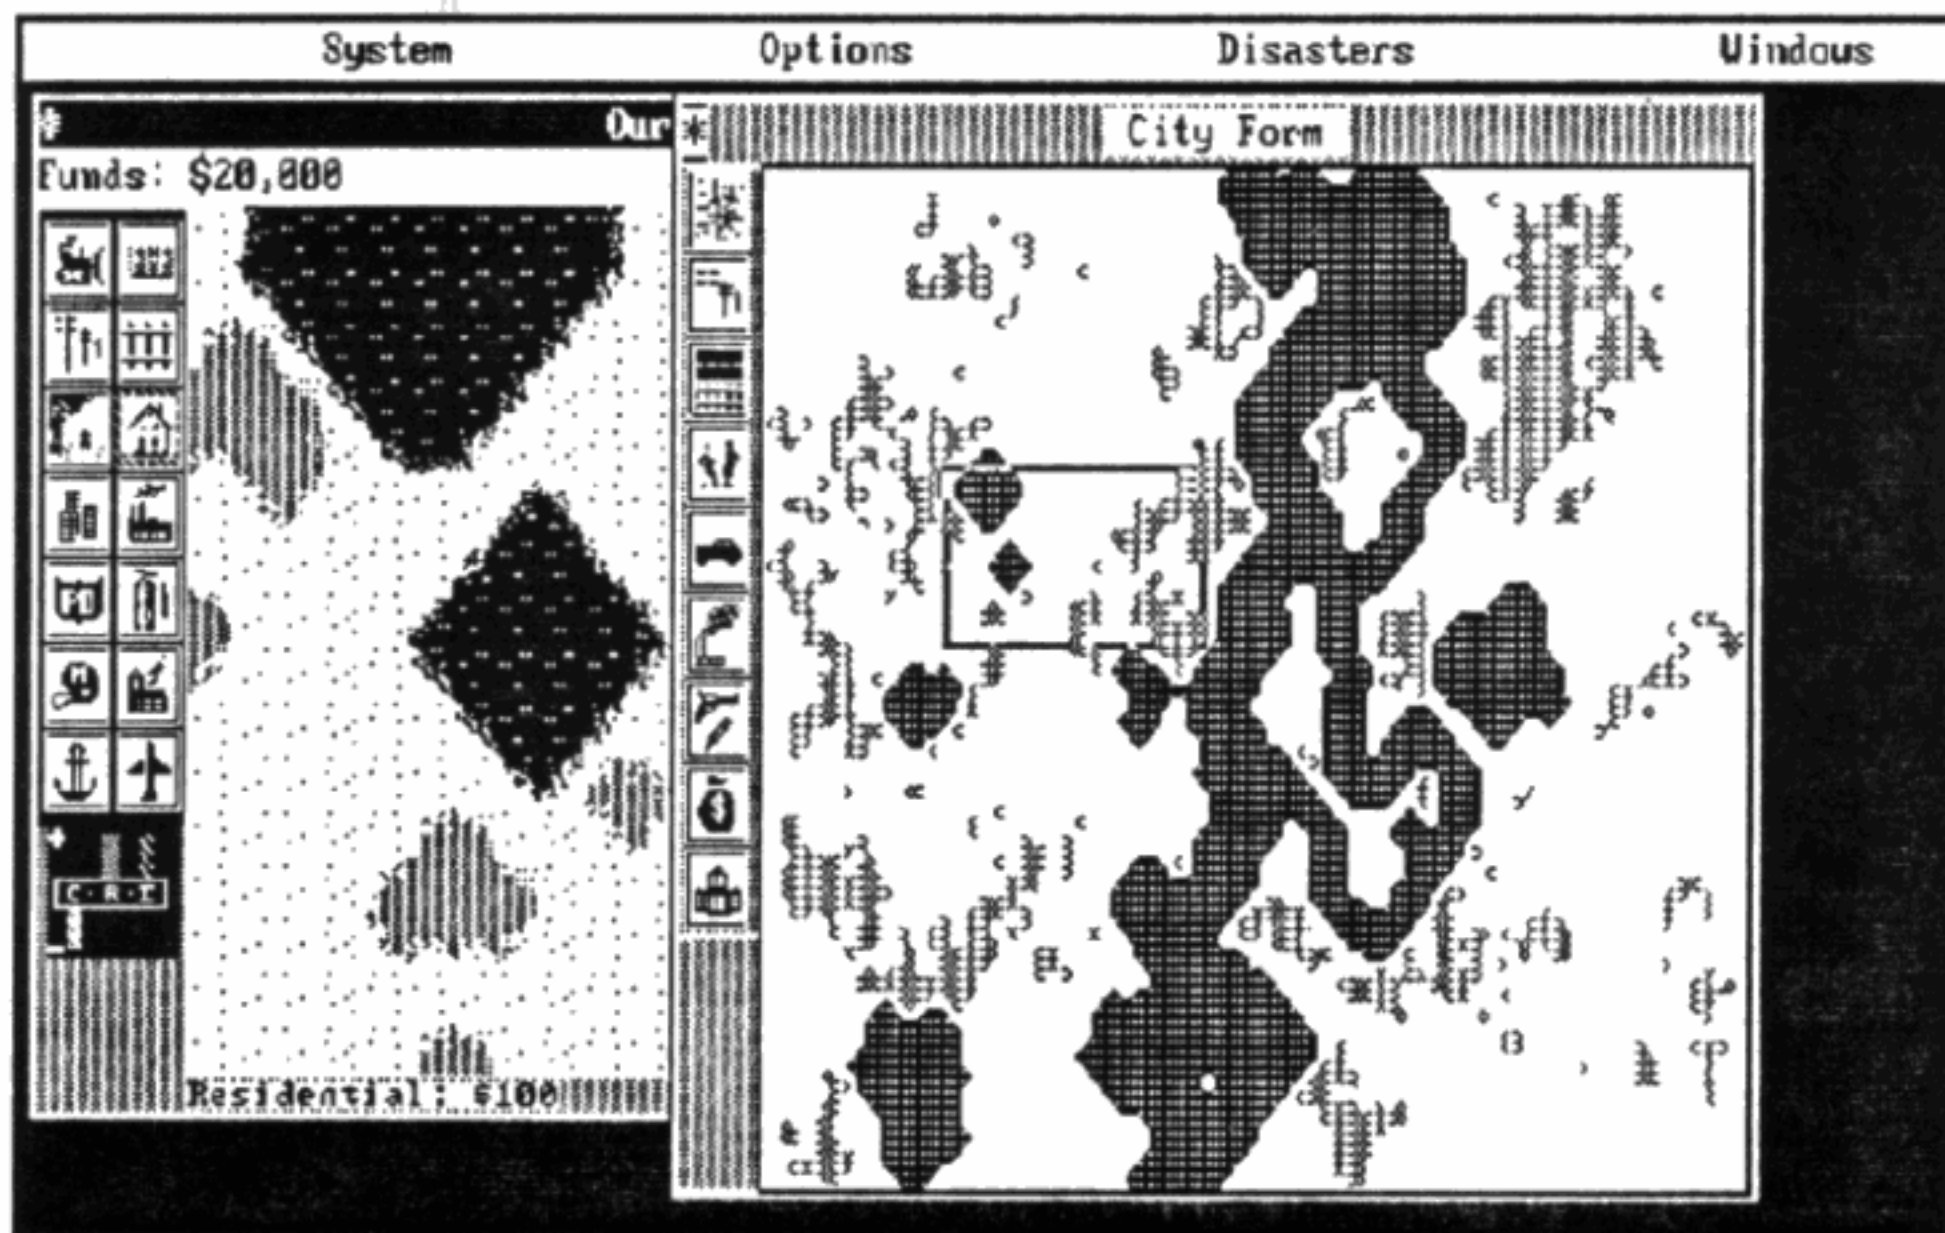 System Options Disasters Windows
Our
City Form
Funds: $20,000
C R I
Residential: $100